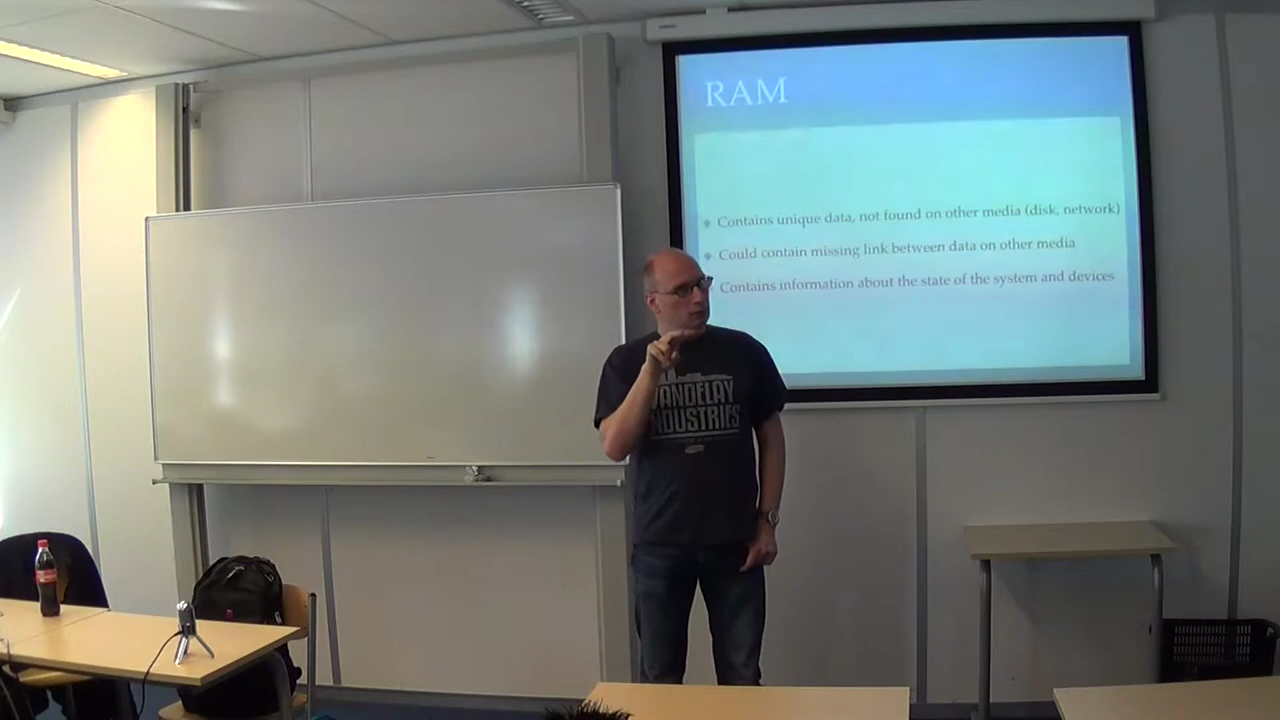 RAM
Contains unique data, not found on other media (disk, network)
Could contain missing link between data on other media
Contains information about the state of the system and devices
VANDELAY
INDUSTRIES